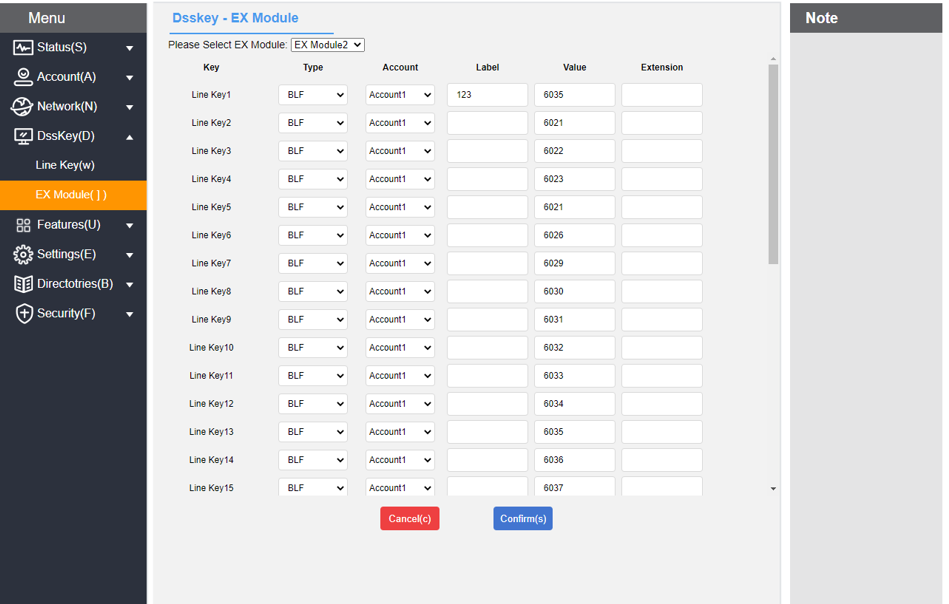 Menu
Status(S)
Account(A)
Network(N)
DssKey(D)
Line Key(w)
EX Module( ] )
Features(U)
Settings(E)
Directotries(B)
Security(F)
Dsskey - EX Module
Please Select EX Module: EX Module2
Key Type Account Label Value Extension
Line Key1 BLF Account1 123 6035
Line Key2 BLF Account1 6021
Line Key3 BLF Account1 6022
Line Key4 BLF Account1 6023
Line Key5 BLF Account1 6021
Line Key6 BLF Account1 6026
Line Key7 BLF Account1 6029
Line Key8 BLF Account1 6030
Line Key9 BLF Account1 6031
Line Key10 BLF Account1 6032
Line Key11 BLF Account1 6033
Line Key12 BLF Account1 6034
Line Key13 BLF Account1 6035
Line Key14 BLF Account1 6036
Line Key15 BLF Account1 6037
Cancel(c) Confirm(s)
Note